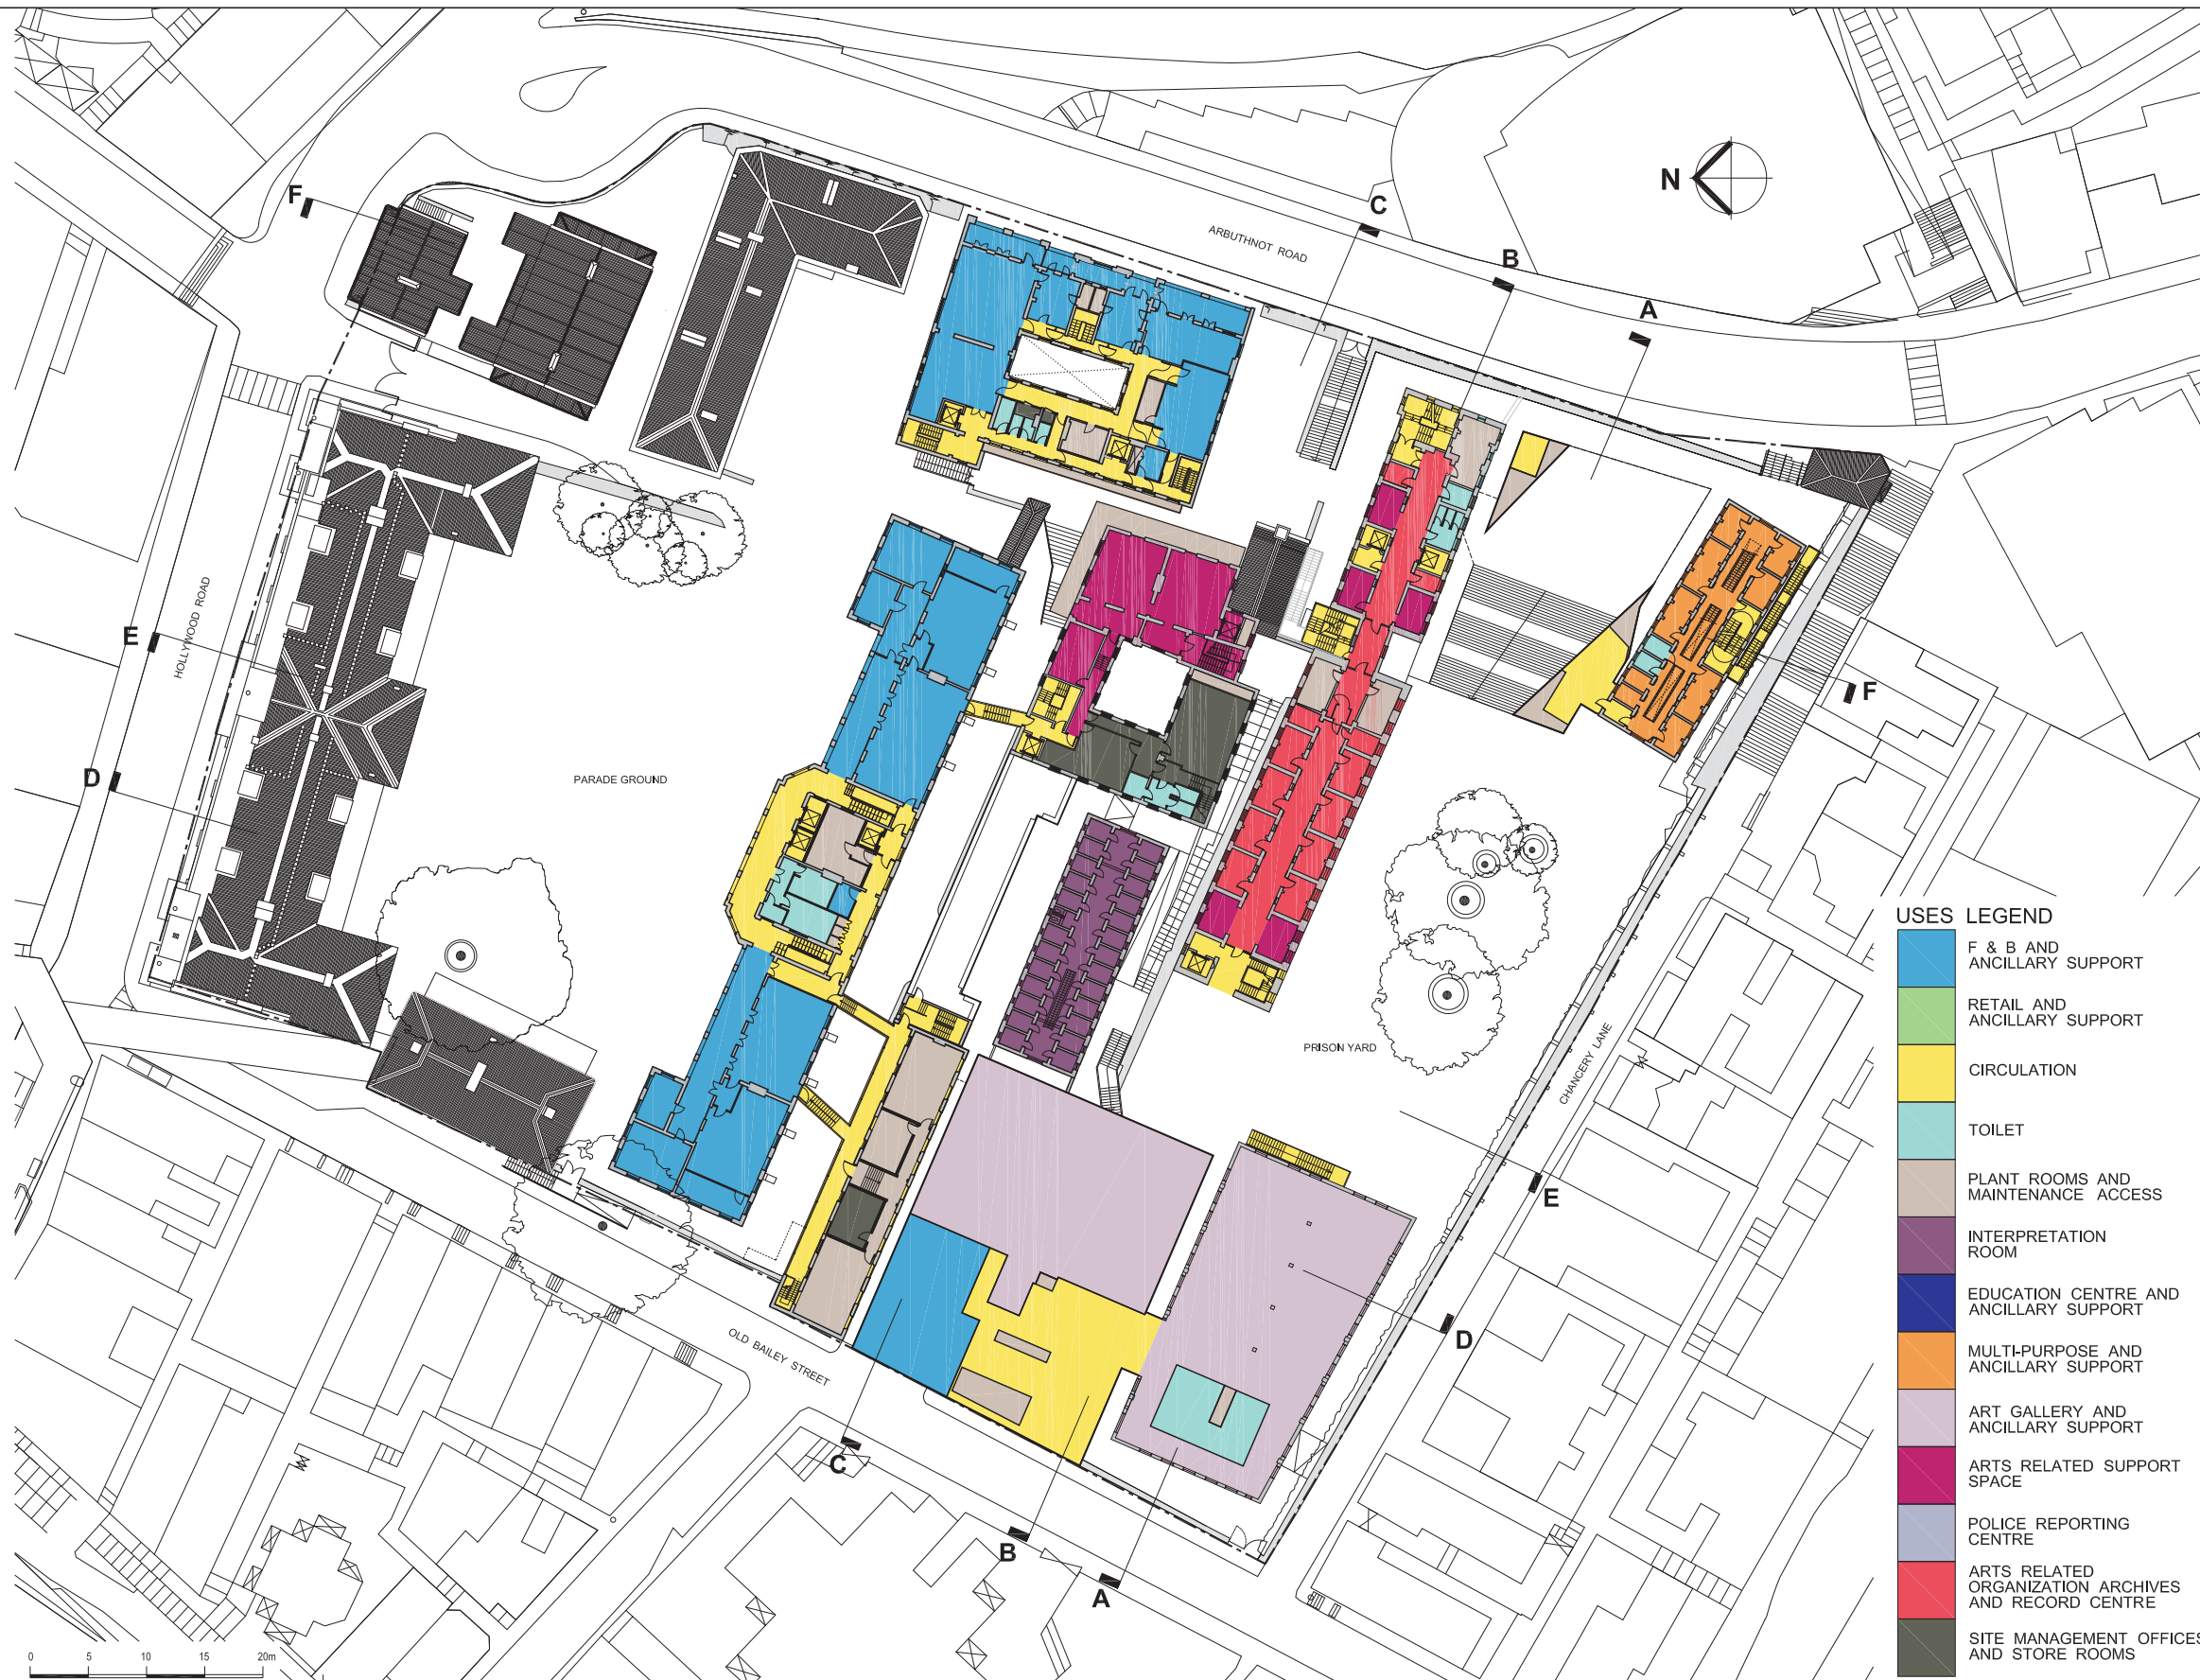 F
C
ARBUTHNOT ROAD
B
A
N
HOLLYWOOD ROAD
E
D
PARADE GROUND
F
PRISON YARD
CHANCERY LANE
E
D
OLD BAILEY STREET
C
B
A
USES LEGEND
F & B AND
ANCILLARY SUPPORT
RETAIL AND
ANCILLARY SUPPORT
CIRCULATION
TOILET
PLANT ROOMS AND
MAINTENANCE ACCESS
INTERPRETATION
ROOM
EDUCATION CENTRE AND
ANCILLARY SUPPORT
MULTI-PURPOSE AND
ANCILLARY SUPPORT
ART GALLERY AND
ANCILLARY SUPPORT
ARTS RELATED SUPPORT
SPACE
POLICE REPORTING
CENTRE
ARTS RELATED
ORGANIZATION ARCHIVES
AND RECORD CENTRE
SITE MANAGEMENT OFFICES
AND STORE ROOMS
0 5 10 15 20m